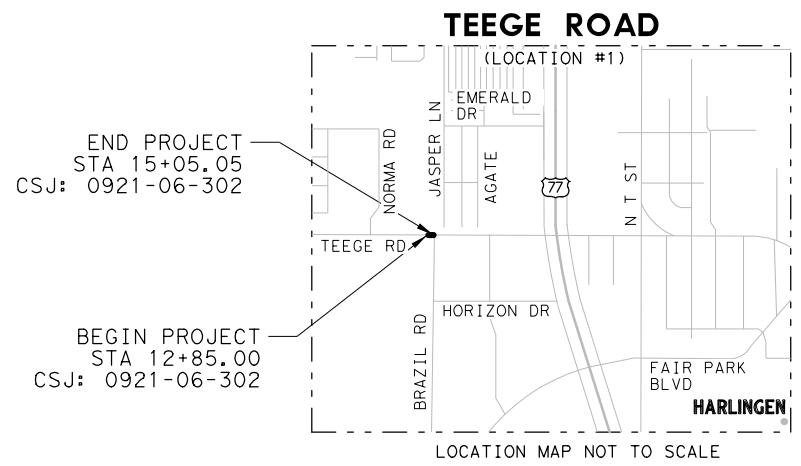 TEEGE ROAD
(LOCATION #1)
EMERALD
DR
JASPER LN
NORMA RD
AGATE
77
N T ST
END PROJECT
STA 15+05.05
CSJ: 0921-06-302
TEEGE RD
HORIZON DR
BRAZIL RD
BEGIN PROJECT
STA 12+85.00
CSJ: 0921-06-302
FAIR PARK
BLVD
HARLINGEN
LOCATION MAP NOT TO SCALE